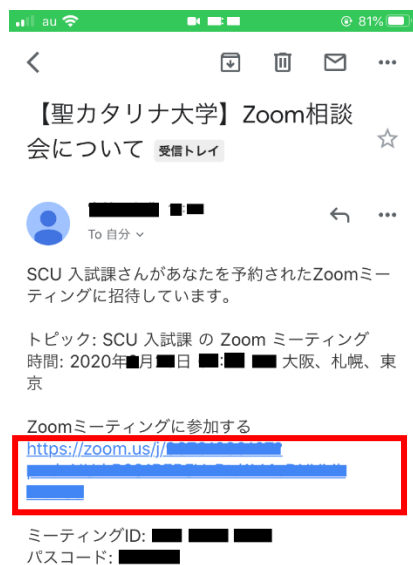 au 81%
【聖カタリナ大学】Zoom相談
会について 受信トレイ
To 自分
SCU 入試課さんがあなたを予約されたZoomミー
ティングに招待しています。
トピック: SCU 入試課 の Zoom ミーティング
時間: 2020年 月 日 : 大阪、札幌、東
京
Zoomミーティングに参加する
https://zoom.us/j/
ミーティングID:
パスコード: